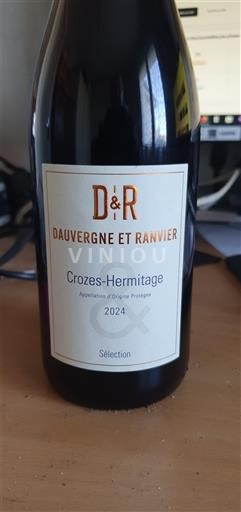 D&R
DAUVERGNE ET RANVIER
VINIOU
&
Crozes-Hermitage
Appellation d'Origine Protégée
2024
Sélection